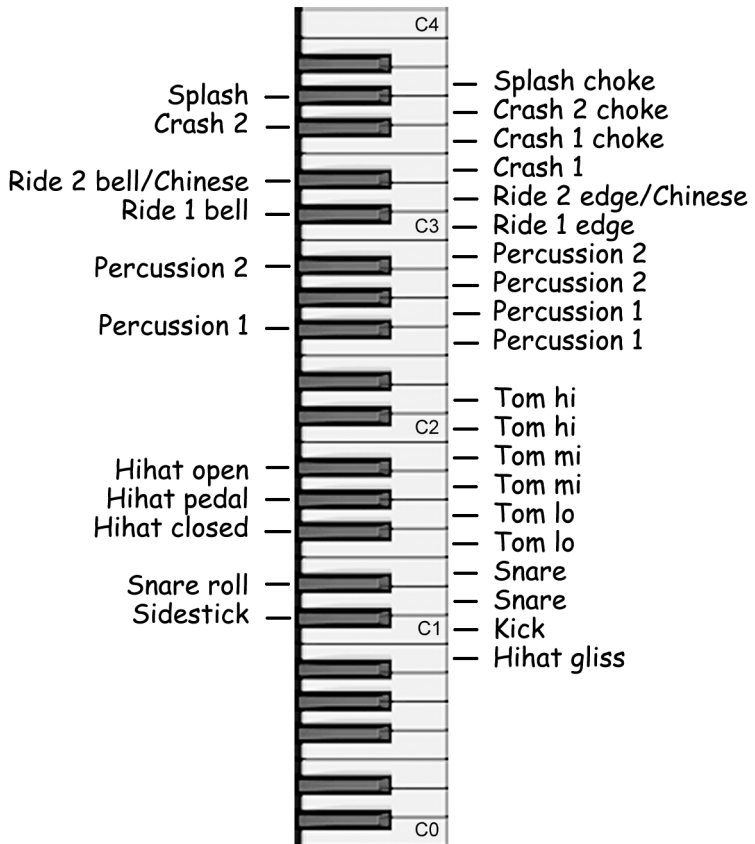 C4
Splash choke
Splash
Crash 2 choke
Crash 2
Crash 1 choke
Crash 1
Ride 2 bell/Chinese
Ride 2 edge/Chinese
Ride 1 bell
C3
Ride 1 edge
Percussion 2
Percussion 2
Percussion 2
Percussion 1
Percussion 1
Percussion 1
Tom hi
C2
Tom hi
Tom mi
Hihat open
Tom mi
Hihat pedal
Tom lo
Hihat closed
Tom lo
Snare
Snare roll
Snare
Sidestick
C1
Kick
Hihat gliss
C0